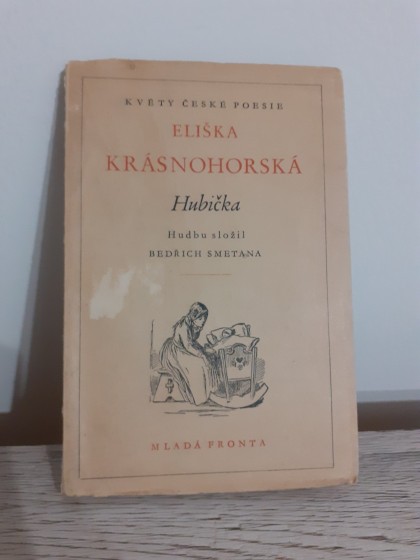 KVĚTY ČESKÉ POESIE
ELIŠKA
KRÁSNOHORSKÁ
Hubička
Hudbu složil
BEDŘICH SMETANA
MLADÁ FRONTA